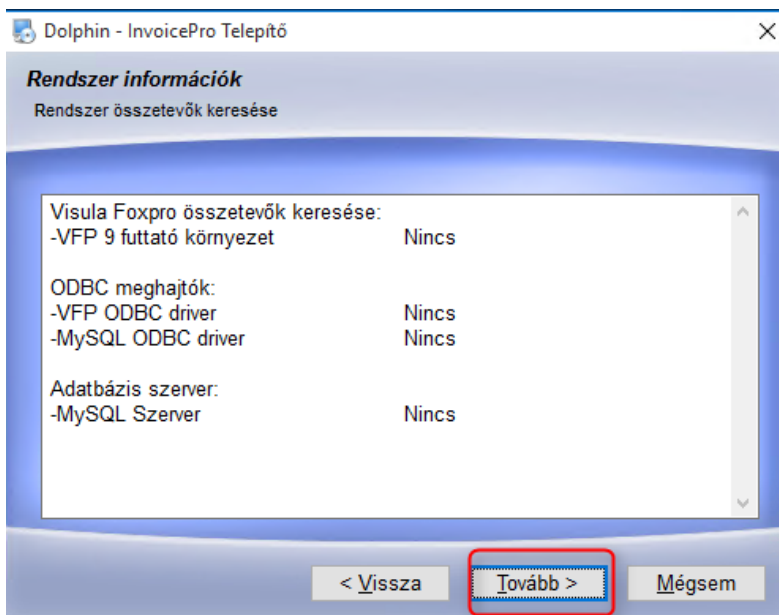 Dolphin - InvoicePro Telepítő
Rendszer információk
Rendszer összetevők keresése
Visula Foxpro összetevők keresése:
-VFP 9 futtató környezet Nincs
ODBC meghajtók:
-VFP ODBC driver Nincs
-MySQL ODBC driver Nincs
Adatbázis szerver:
-MySQL Szerver Nincs
< Vissza Tovább > Mégsem